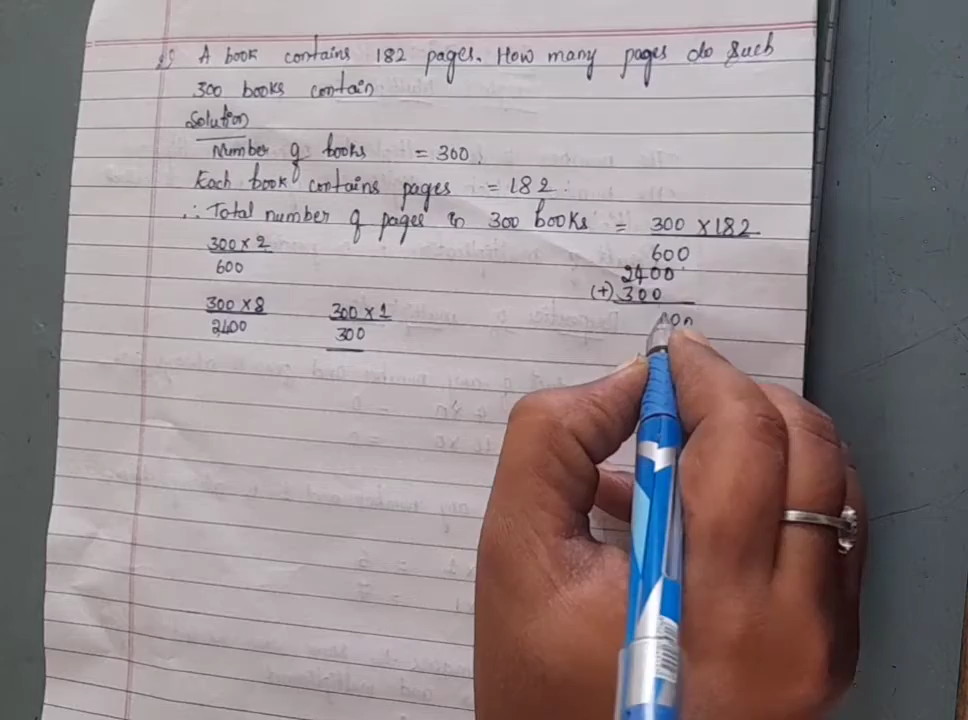 A book contains 182 pages. How many pages do such
300 books contain
Solution
Number of books = 300.
Each book contains pages = 182.
∴ Total number of pages in 300 books = 300 × 182
300 × 2
600
600
2400
(+) 300
00
300 × 8
2400
300 × 1
300